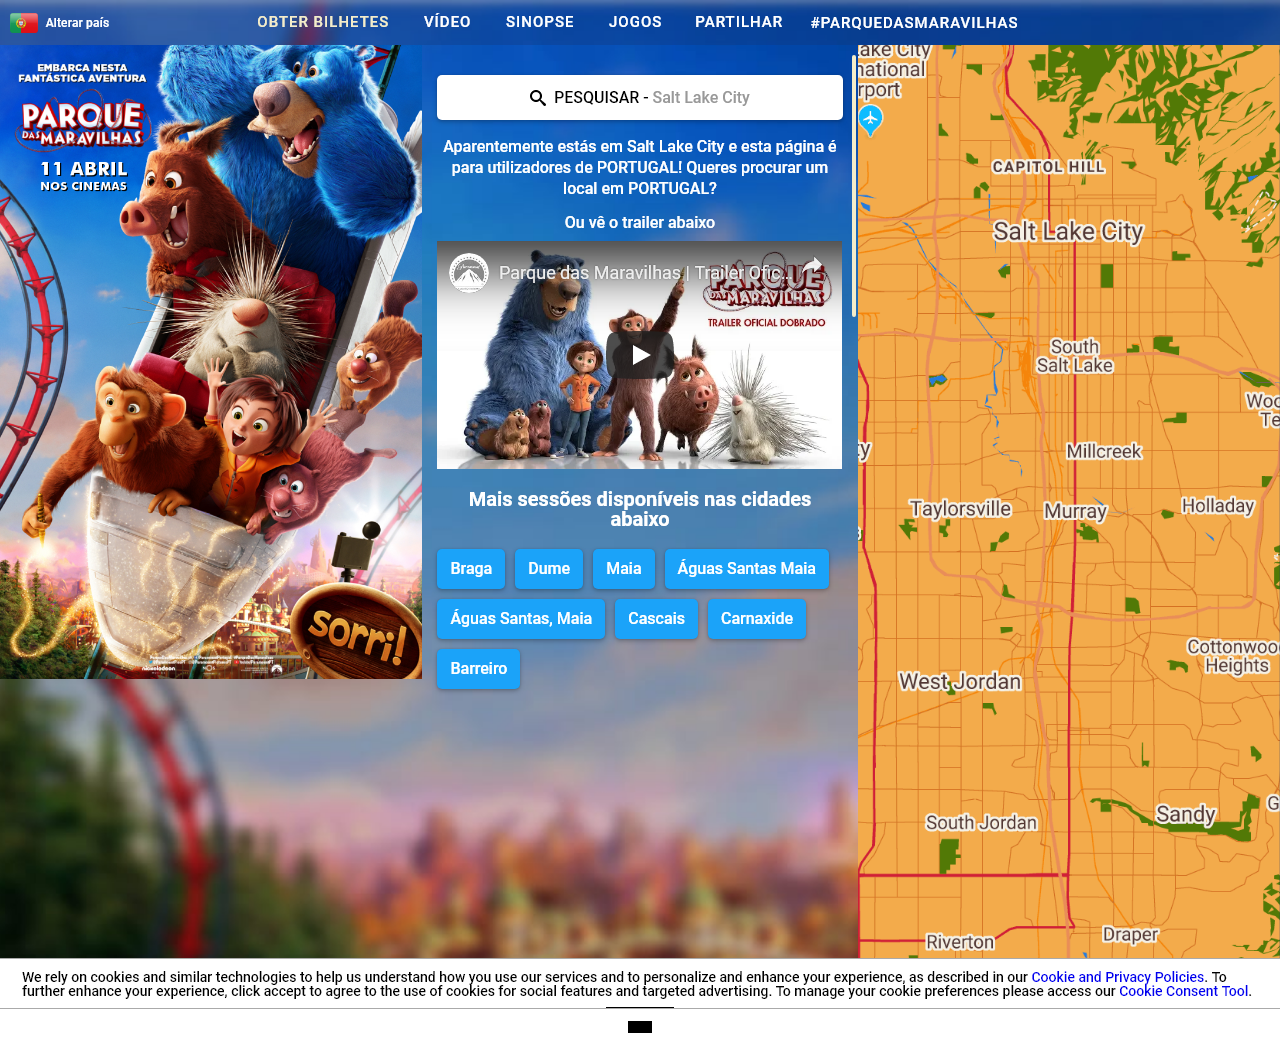 Alterar país
OBTER BILHETES
VÍDEO
SINOPSE
JOGOS
PARTILHAR
#PARQUEDASMARAVILHAS
EMBARCA NESTA
FANTÁSTICA AVENTURA
PARQUE
DAS MARAVILHAS
11 ABRIL
NOS CINEMAS
sorri!
nickelodeon
PESQUISAR - Salt Lake City
Aparentemente estás em Salt Lake City e esta página é
para utilizadores de PORTUGAL! Queres procurar um
local em PORTUGAL?
Ou vê o trailer abaixo
Parque das Maravilhas | Trailer Ofic...
PARQUE
DAS MARAVILHAS
TRAILER OFICIAL DOBRADO
Mais sessões disponíveis nas cidades
abaixo
Braga
Dume
Maia
Águas Santas Maia
Águas Santas, Maia
Cascais
Carnaxide
Barreiro
ake City
national
rport
CAPITOL HILL
Salt Lake City
South
Salt Lake
Woo
Te
Millcreek
Taylorsville
Murray
Holladay
Cottonwood
Heights
West Jordan
South Jordan
Sandy
Riverton
Draper
We rely on cookies and similar technologies to help us understand how you use our services and to personalize and enhance your experience, as described in our Cookie and Privacy Policies. To
further enhance your experience, click accept to agree to the use of cookies for social features and targeted advertising. To manage your cookie preferences please access our Cookie Consent Tool.